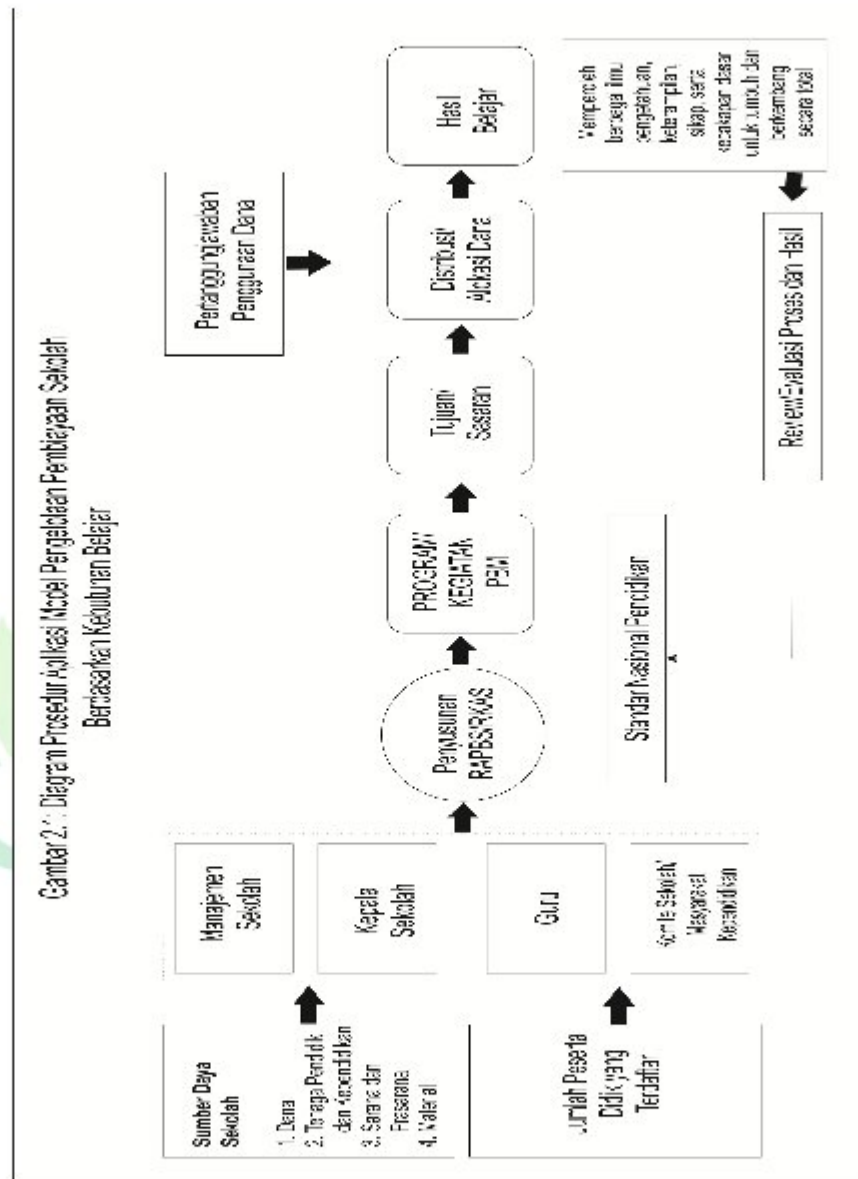 Gambar 2.1: Diagram Prosedur Aplikasi Model Pengelolaan Pembiayaan Sekolah
Berdasarkan Kebutuhan Belajar
Sumber Daya
Sekolah
1. Dana
2. Tenaga Pendidik
dan Kependidikan
3. Sarana dan
Prasarana
4. Material
Jumlah Peserta
Didik yang
Terdaftar
Manajemen
Sekolah
Kepala
Sekolah
Guru
Komite Sekolah/
Masyarakat
Kependidikan
Penyusunan
RAPBS/RKAS
PROGRAM/
KEGIATAN
PBM
Tujuan/
Sasaran
Distribusi/
Alokasi Dana
Hasil
Belajar
Pertanggungjawaban
Penggunaan Dana
Standar Nasional Pendidikan
Memperoleh
berbagai ilmu
pengetahuan,
keterampilan,
sikap, serta
kecakapan dasar
untuk tumbuh dan
berkembang
secara total
Review/Evaluasi Proses dan Hasil